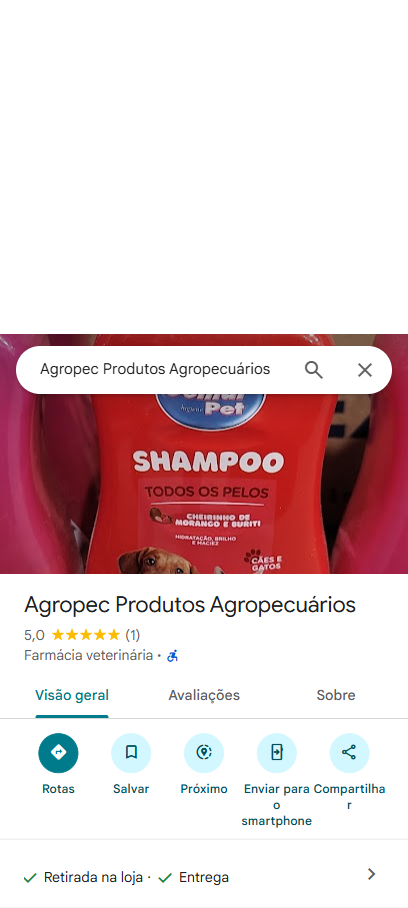 Agropec Produtos Agropecuários
Pet
SHAMPOO
TODOS OS PELOS
CHEIRINHO DE
MORANGO E BURITI
HIDRATAÇÃO, BRILHO
E MACIEZ
CÃES E
GATOS
Agropec Produtos Agropecuários
5,0 ★★★★★ (1)
Farmácia veterinária ·
Visão geral Avaliações Sobre
Rotas Salvar Próximo Enviar para o smartphone Compartilhar
Retirada na loja · Entrega